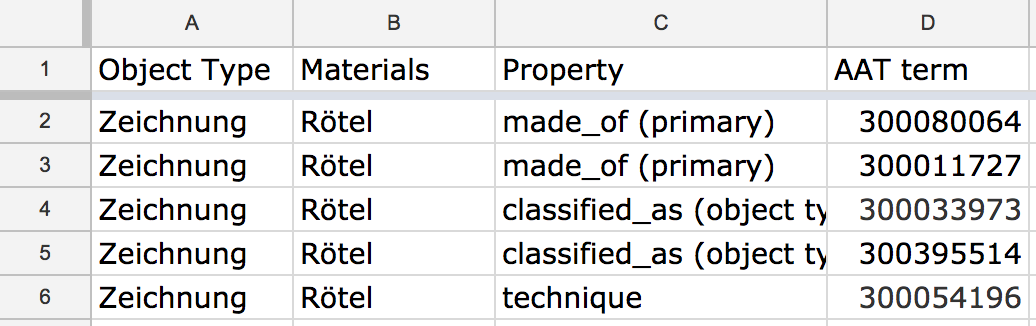 A B C D
1 Object Type Materials Property AAT term
2 Zeichnung Rötel made_of (primary) 300080064
3 Zeichnung Rötel made_of (primary) 300011727
4 Zeichnung Rötel classified_as (object ty 300033973
5 Zeichnung Rötel classified_as (object ty 300395514
6 Zeichnung Rötel technique 300054196